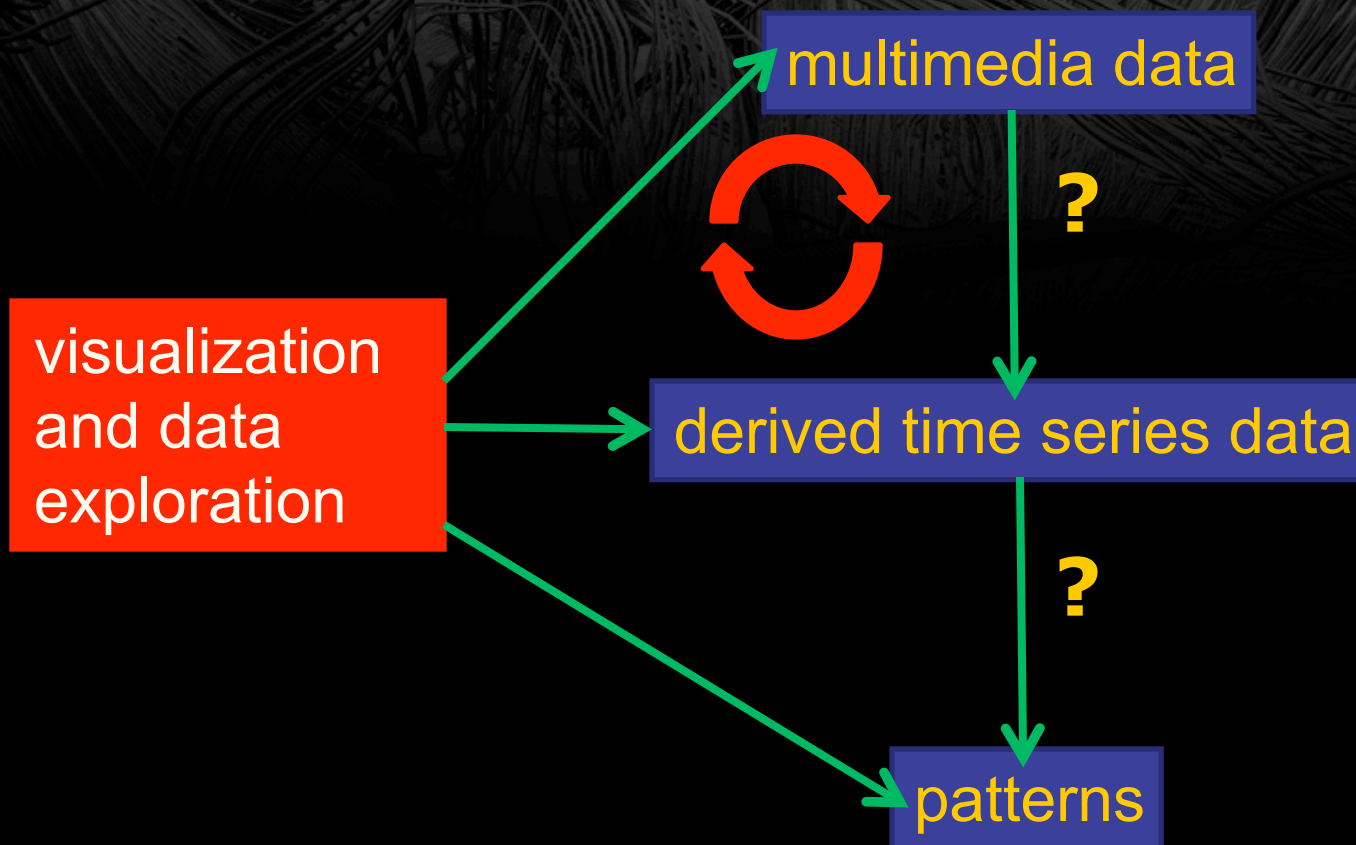 multimedia data
?
visualization
and data
exploration
derived time series data
?
patterns